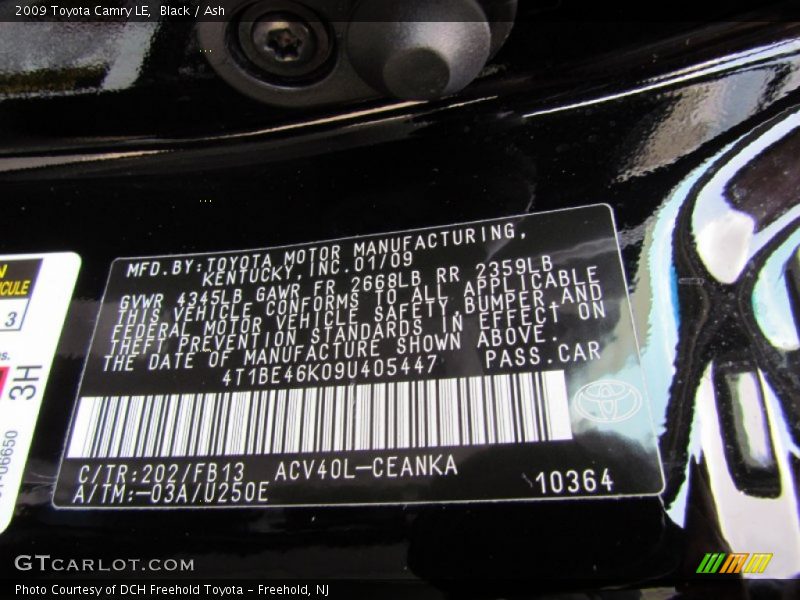 2009 Toyota Camry LE, Black / Ash
MFD.BY:TOYOTA MOTOR MANUFACTURING,
KENTUCKY,INC.01/09
GVWR 4345LB GAWR FR 2668LB RR 2359LB
THIS VEHICLE CONFORMS TO ALL APPLICABLE
FEDERAL MOTOR VEHICLE SAFETY,BUMPER,AND
THEFT PREVENTION STANDARDS IN EFFECT ON
THE DATE OF MANUFACTURE SHOWN ABOVE.
4T1BE46K09U405447 PASS.CAR
C/TR:202/FB13 ACV40L-CEANKA
A/TM:-03A/U250E 10364
3
3H
06650
GTCARLOT.COM
Photo Courtesy of DCH Freehold Toyota - Freehold, NJ